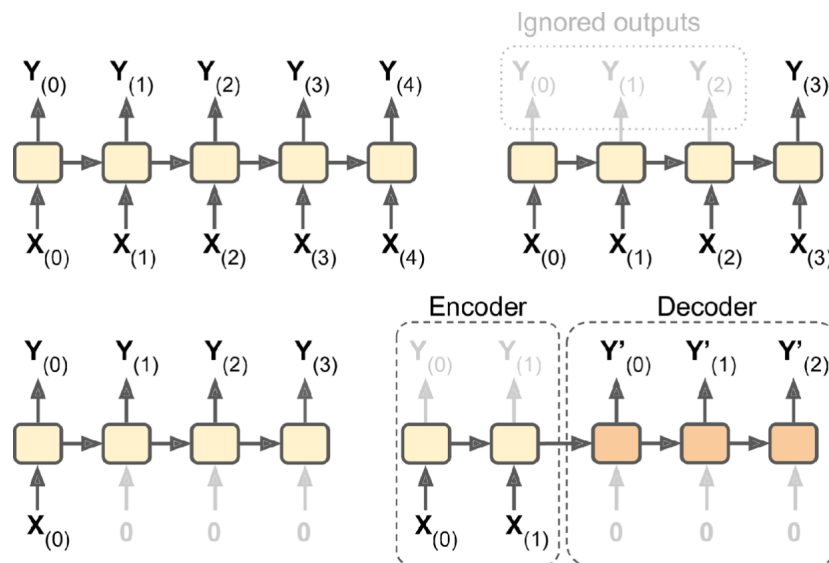 Ignored outputs
Y(0) Y(1) Y(2) Y(3) Y(4)
Y(0) Y(1) Y(2) Y(3)
X(0) X(1) X(2) X(3) X(4)
X(0) X(1) X(2) X(3)
Encoder Decoder
Y(0) Y(1) Y(2) Y(3)
Y(0) Y(1) Y'(0) Y'(1) Y'(2)
X(0) 0 0 0
X(0) X(1) 0 0 0